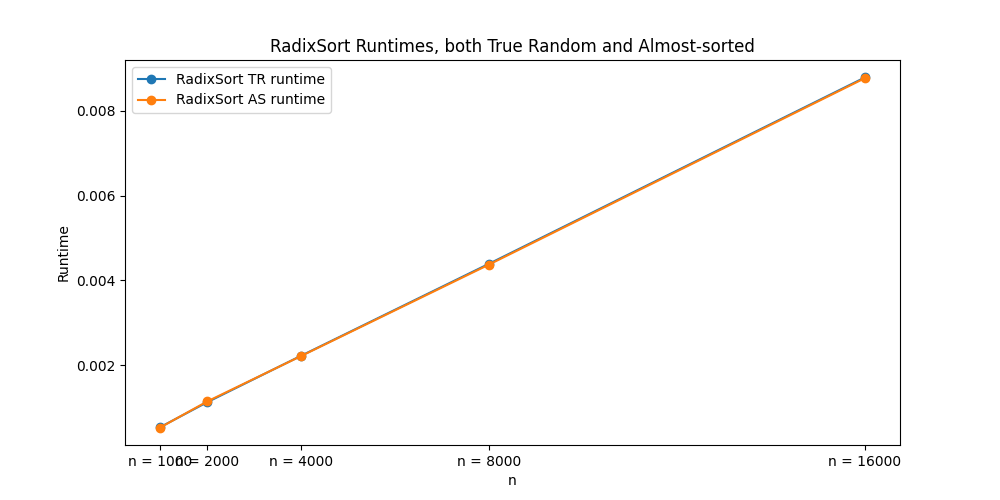 RadixSort Runtimes, both True Random and Almost-sorted
RadixSort TR runtime
RadixSort AS runtime
0.008
0.006
0.004
0.002
Runtime
n = 1000
n = 2000
n = 4000
n = 8000
n = 16000
n